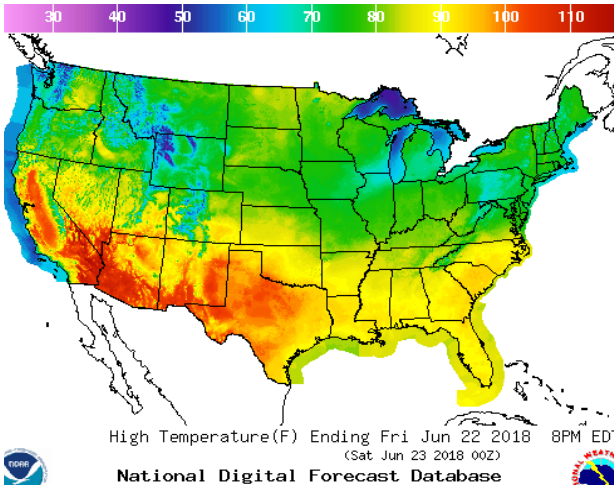 30 40 50 60 70 80 90 100 110
High Temperature(F) Ending Fri Jun 22 2018 8PM EDT
(Sat Jun 23 2018 00Z)
National Digital Forecast Database
NOAA